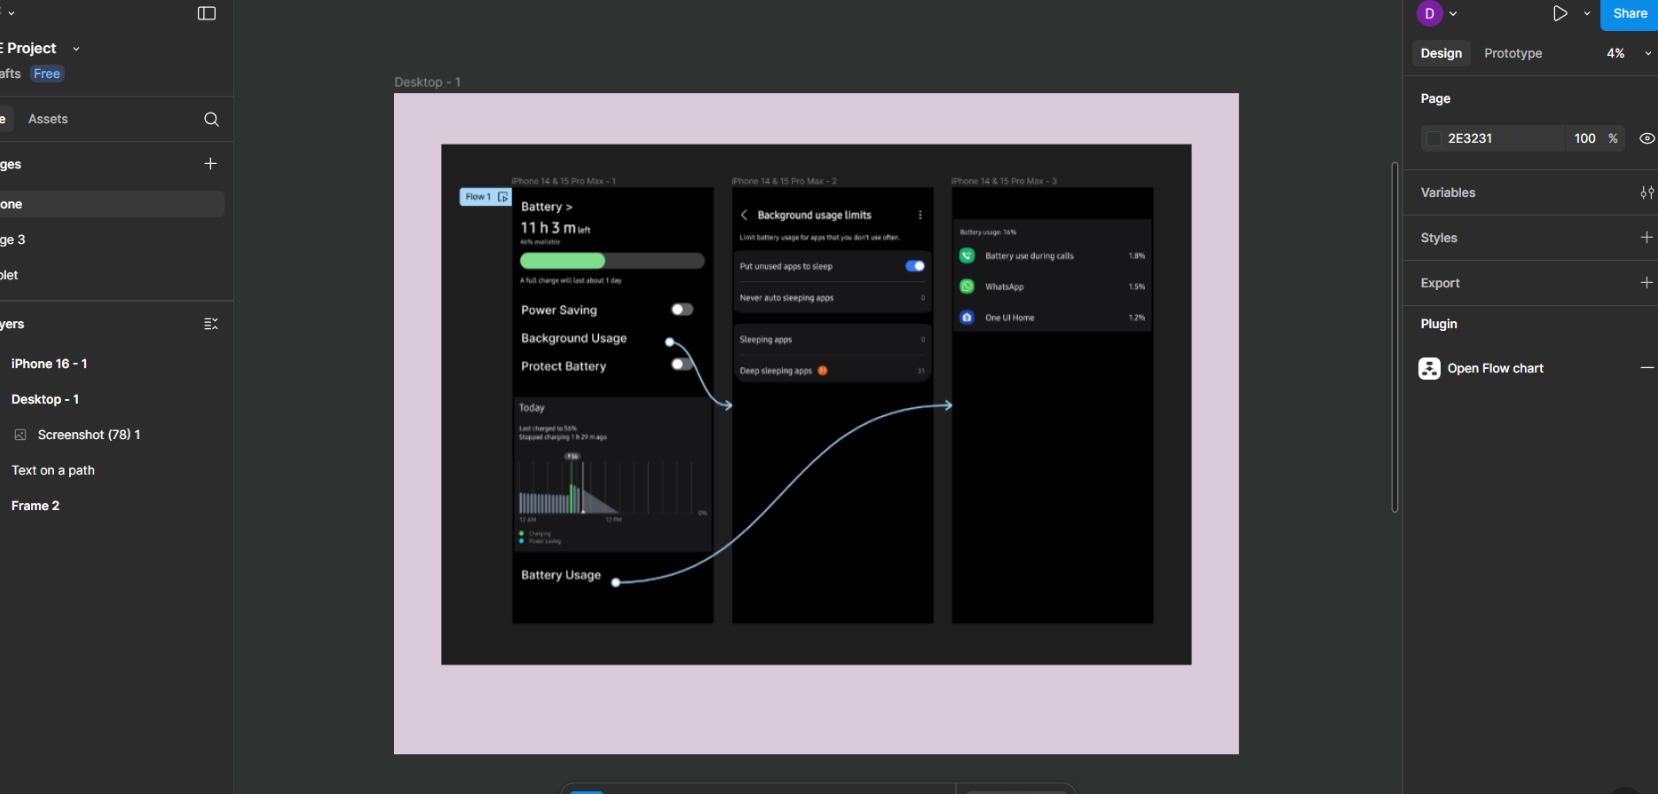 E Project
afts Free
e Assets
ges
one
ge 3
olet
yers
iPhone 16 - 1
Desktop - 1
Screenshot (78) 1
Text on a path
Frame 2
Desktop - 1
iPhone 14 & 15 Pro Max - 1
Flow 1
Battery >
11 h 3 m left
46% available
A full charge will last about 1 day
Power Saving
Background Usage
Protect Battery
Today
Last charged to 56%
Stopped charging 1 h 29 m ago
0%
12 AM 12 PM
Charging
Power saving
Battery Usage
iPhone 14 & 15 Pro Max - 2
Background usage limits
Limit battery usage for apps that you don't use often.
Put unused apps to sleep
Never auto sleeping apps 0
Sleeping apps 0
Deep sleeping apps 31
iPhone 14 & 15 Pro Max - 3
Battery usage: 16%
Battery use during calls 1.8%
WhatsApp 1.5%
One UI Home 1.2%
D
Share
Design Prototype 4%
Page
2E3231 100 %
Variables
Styles
Export
Plugin
Open Flow chart